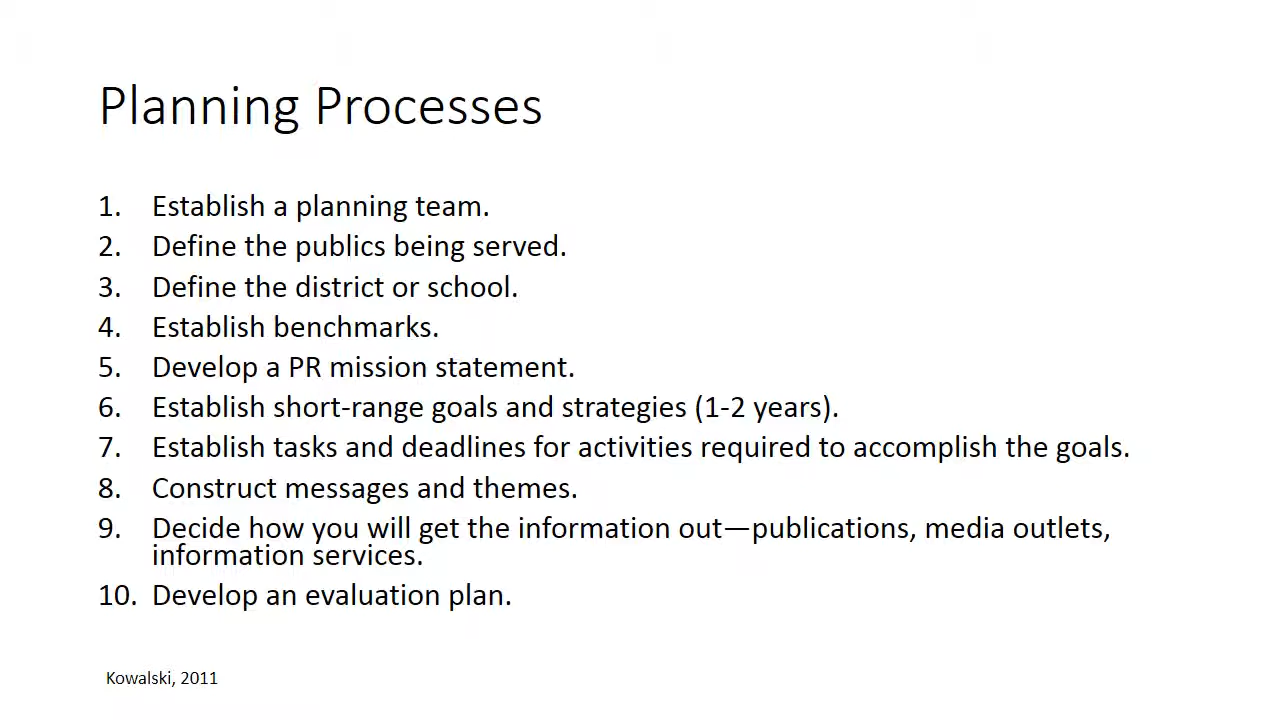 Planning Processes
1. Establish a planning team.
2. Define the publics being served.
3. Define the district or school.
4. Establish benchmarks.
5. Develop a PR mission statement.
6. Establish short-range goals and strategies (1-2 years).
7. Establish tasks and deadlines for activities required to accomplish the goals.
8. Construct messages and themes.
9. Decide how you will get the information out—publications, media outlets,
information services.
10. Develop an evaluation plan.
Kowalski, 2011